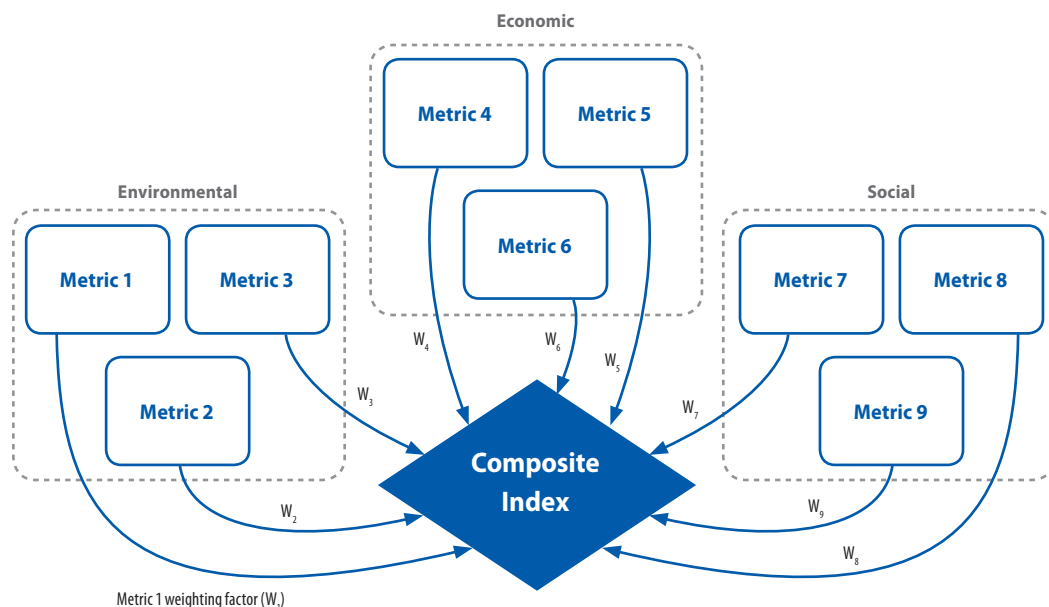 Economic
Metric 4
Metric 5
Metric 6
Environmental
Metric 1
Metric 3
Metric 2
Social
Metric 7
Metric 8
Metric 9
W₄
W₆
W₅
W₃
W₇
Composite
Index
W₂
W₉
W₈
Metric 1 weighting factor (W₁)